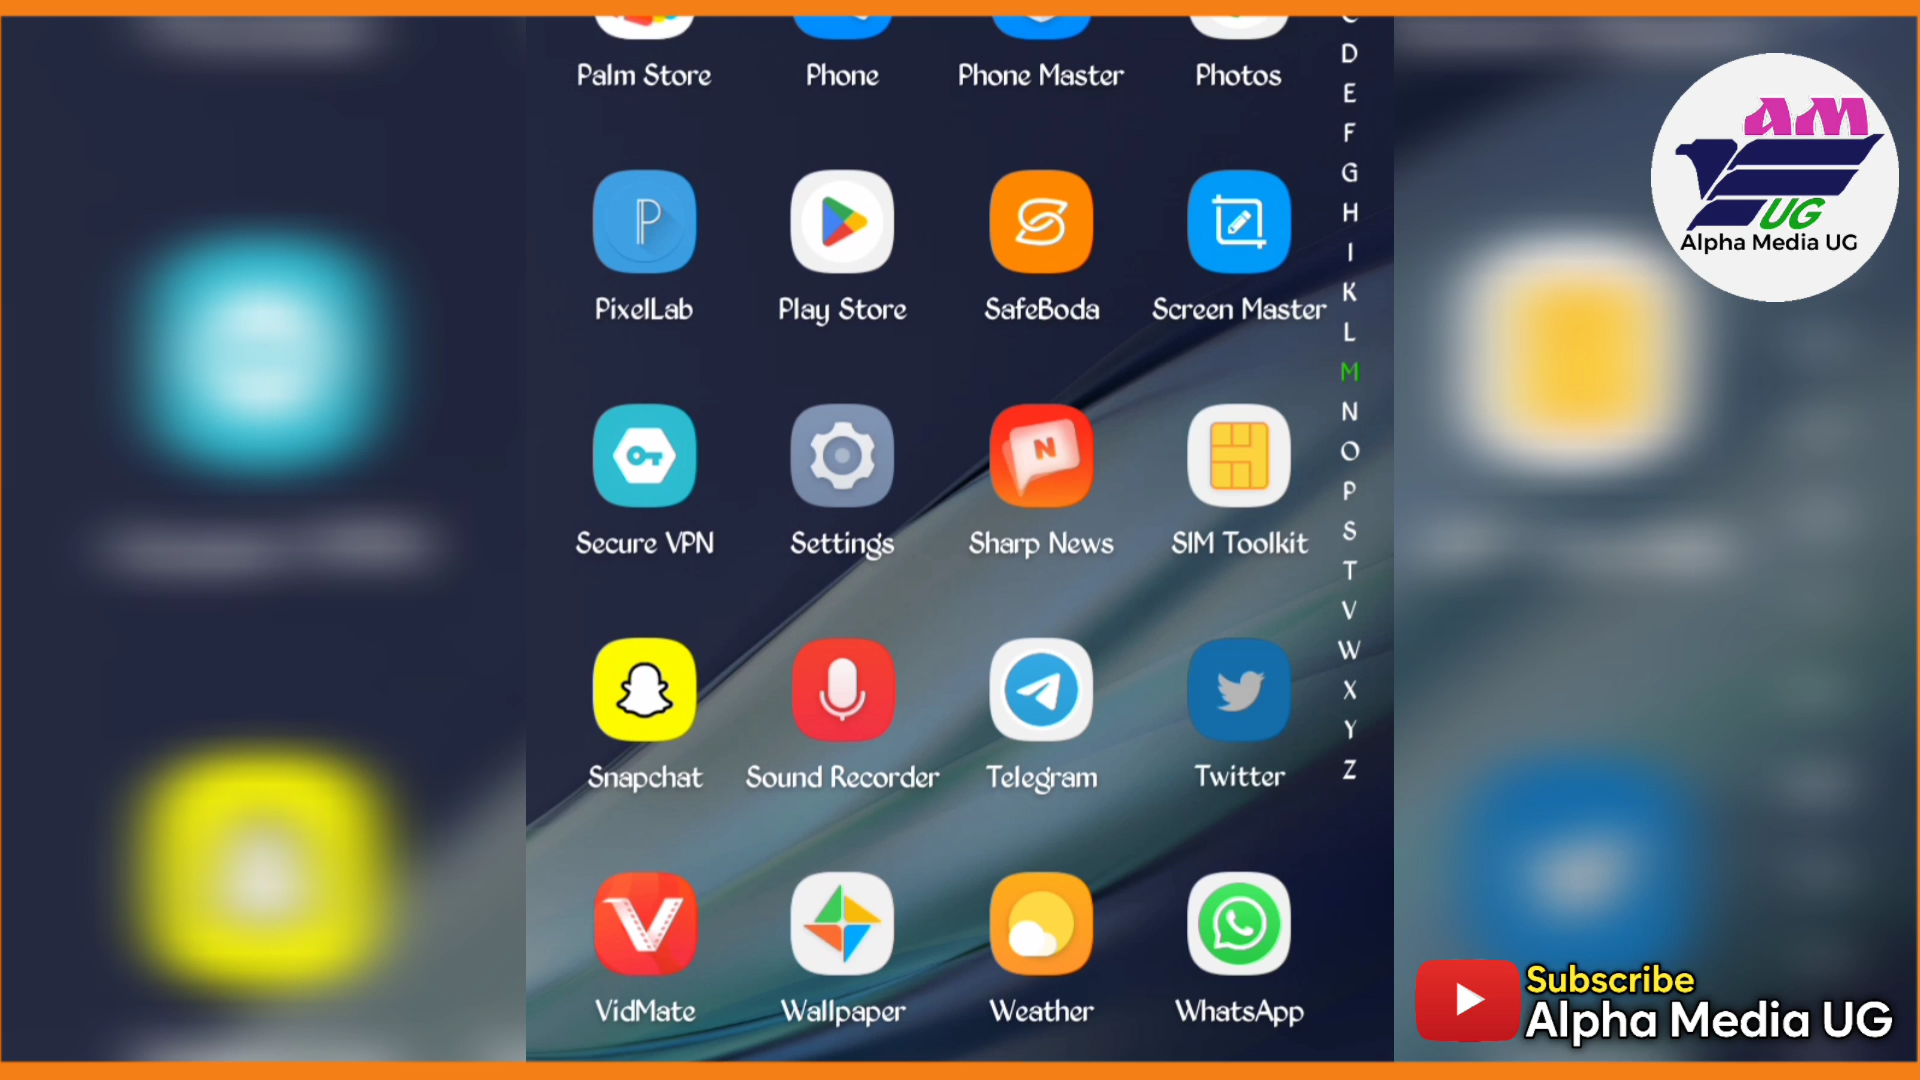 Palm Store Phone Phone Master Photos
PixelLab Play Store SafeBoda Screen Master
Secure VPN Settings Sharp News SIM Toolkit
Snapchat Sound Recorder Telegram Twitter
VidMate Wallpaper Weather WhatsApp
D
E
F
G
H
I
K
L
M
N
O
P
S
T
V
W
X
Y
Z
P
N
AM
UG
Alpha Media UG
Subscribe
Alpha Media UG